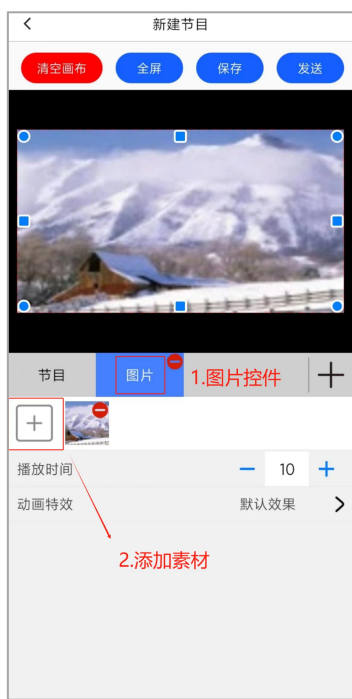 新建节目
清空画布 全屏 保存 发送
节目 图片 1.图片控件
播放时间 10
动画特效 默认效果
2.添加素材